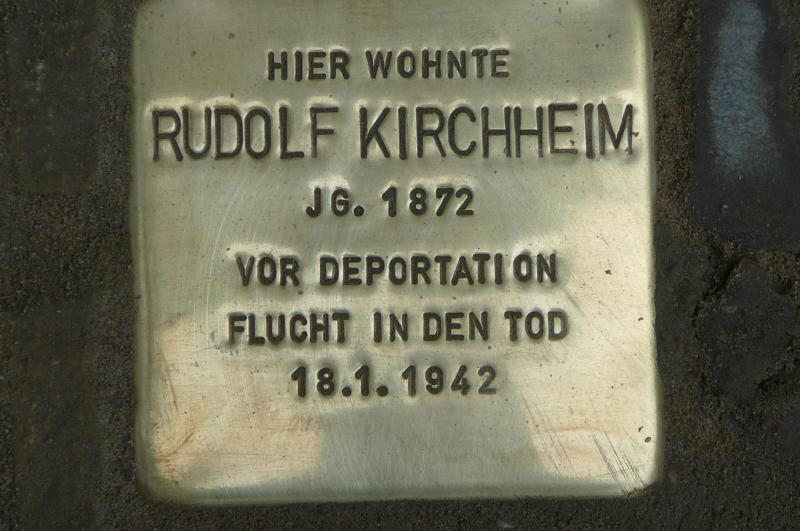 HIER WOHNTE
RUDOLF KIRCHHEIM
JG. 1872
VOR DEPORTATION
FLUCHT IN DEN TOD
18.1.1942